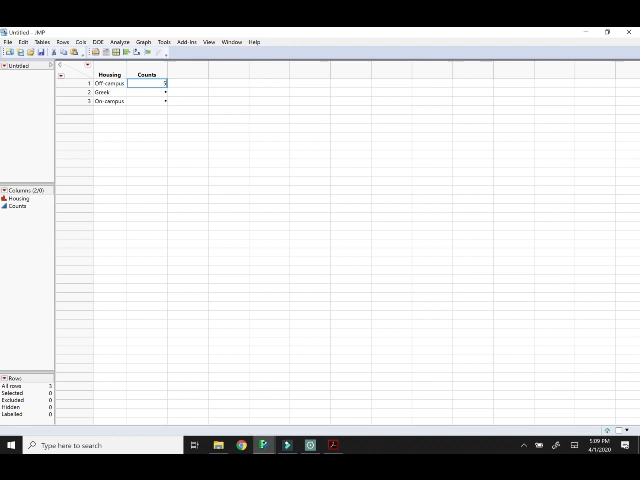 Untitled - JMP
File Edit Tables Rows Cols DOE Analyze Graph Tools Add-Ins View Window Help
Untitled
Housing Counts
1 Off-campus 5
2 Greek •
3 On-campus •
Columns (2/0)
Housing
Counts
Rows
All rows 3
Selected 0
Excluded 0
Hidden 0
Labelled 0
Type here to search
5:09 PM
4/1/2020